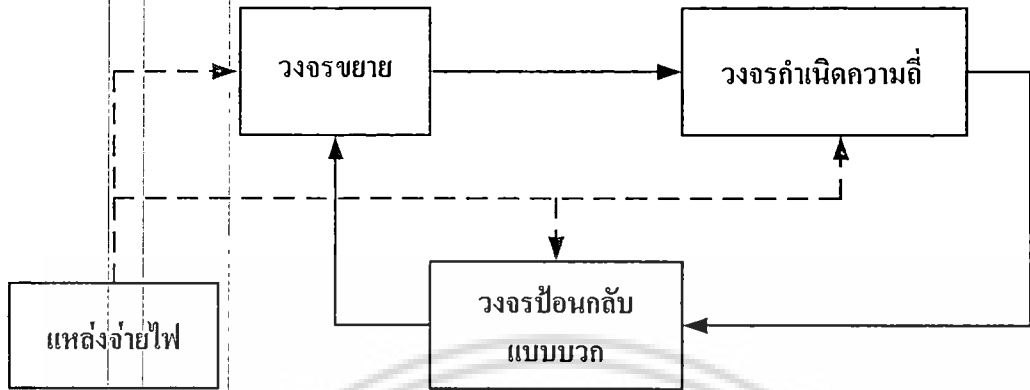 วงจรขยาย
วงจรกำเนิดความถี่
วงจรป้อนกลับ
แบบบวก
แหล่งจ่ายไฟ